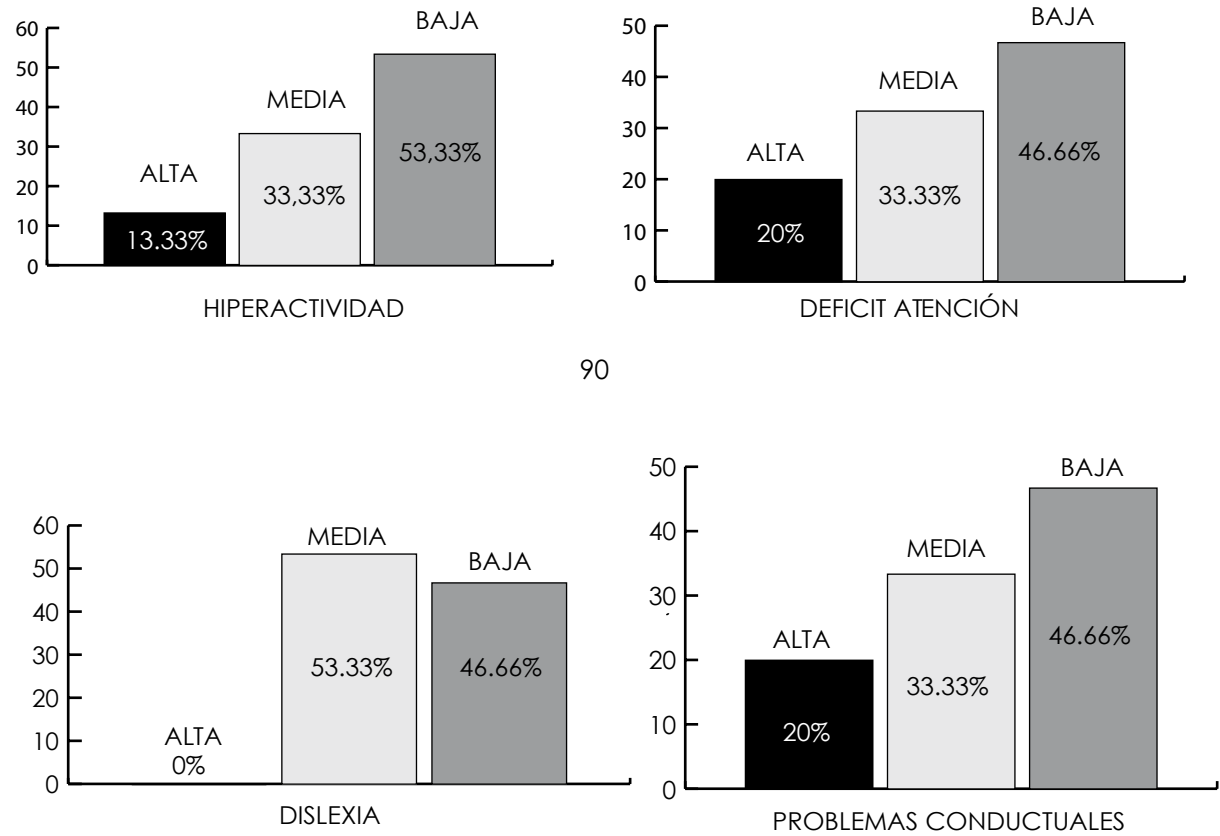 60
50
40
30
20
10
0
ALTA
MEDIA
BAJA
13.33%
33,33%
53,33%
HIPERACTIVIDAD
50
40
30
20
10
0
ALTA
MEDIA
BAJA
20%
33.33%
46.66%
DEFICIT ATENCIÓN
90
60
50
40
30
20
10
0
ALTA
0%
MEDIA
BAJA
53.33%
46.66%
DISLEXIA
50
40
30
20
10
0
ALTA
MEDIA
BAJA
20%
33.33%
46.66%
PROBLEMAS CONDUCTUALES